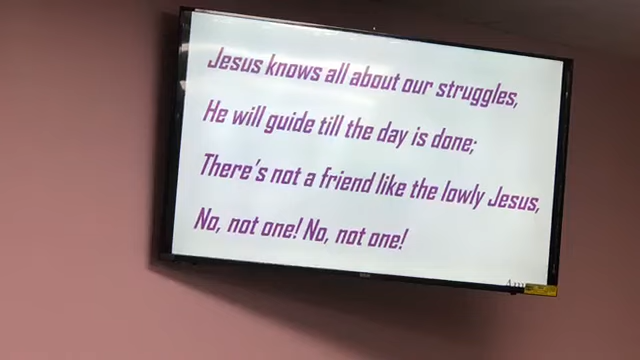 Jesus knows all about our struggles,
He will guide till the day is done;
There's not a friend like the lowly Jesus,
No, not one! No, not one!